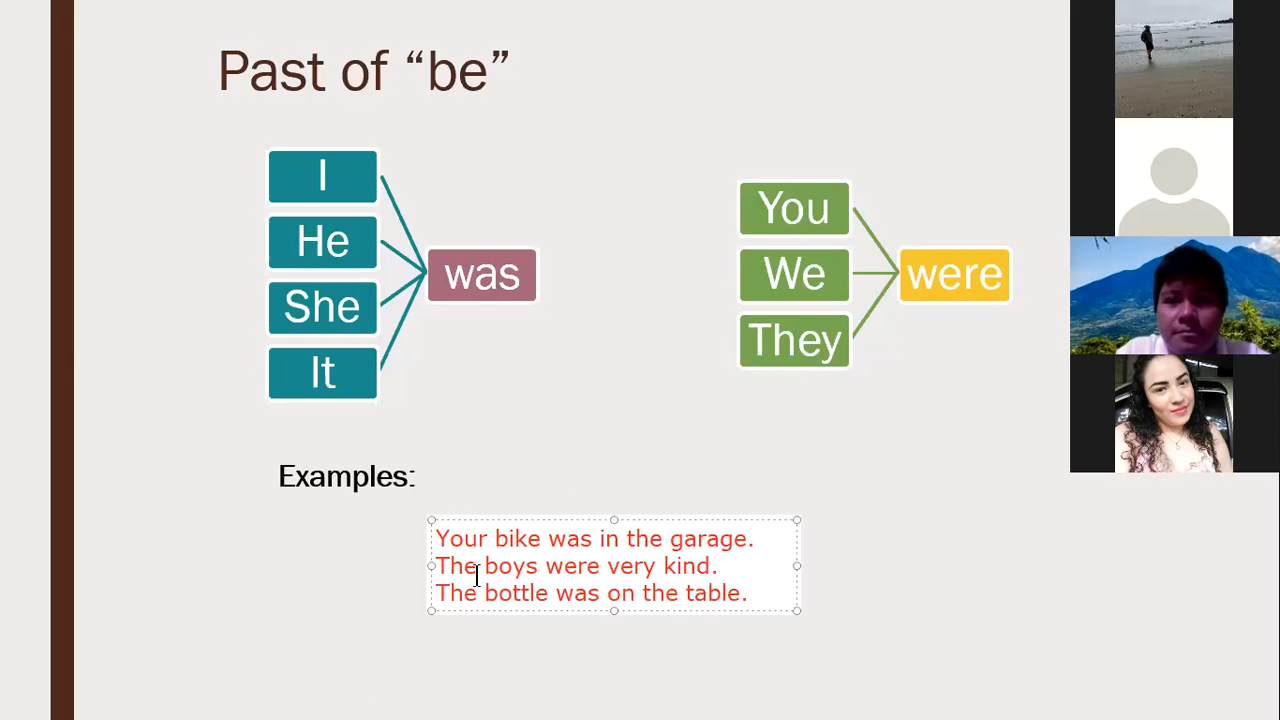 Past of “be”
I
He
She
It
was
You
We
They
were
Examples:
Your bike was in the garage.
The boys were very kind.
The bottle was on the table.